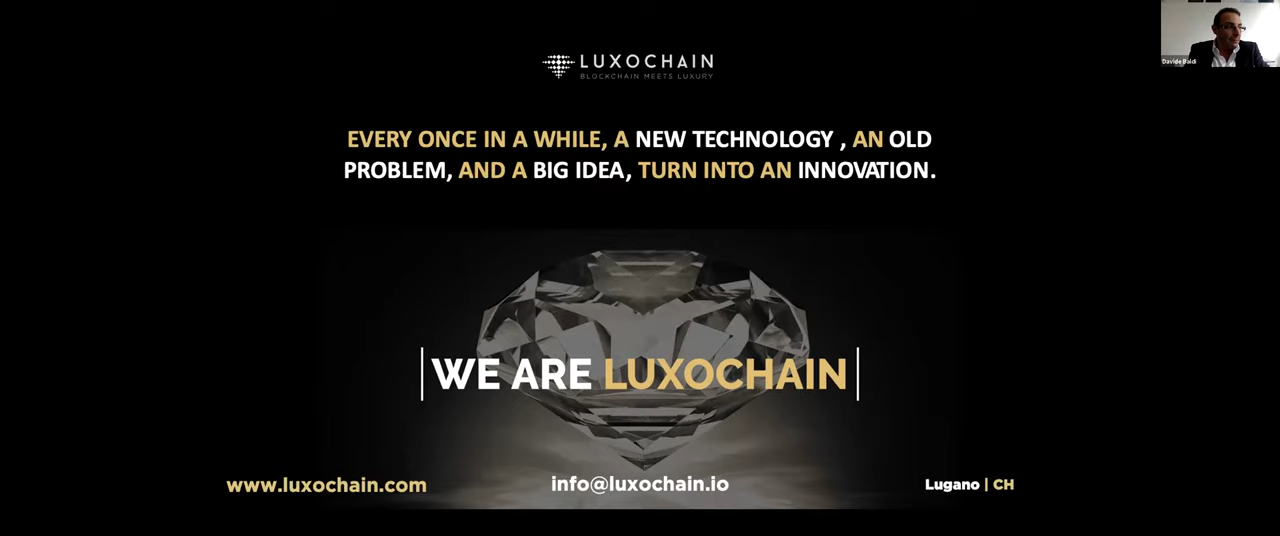 LUXOCHAIN
BLOCKCHAIN MEETS LUXURY
Davide Baldi
EVERY ONCE IN A WHILE, A NEW TECHNOLOGY , AN OLD
PROBLEM, AND A BIG IDEA, TURN INTO AN INNOVATION.
WE ARE LUXOCHAIN
www.luxochain.com
info@luxochain.io
Lugano | CH